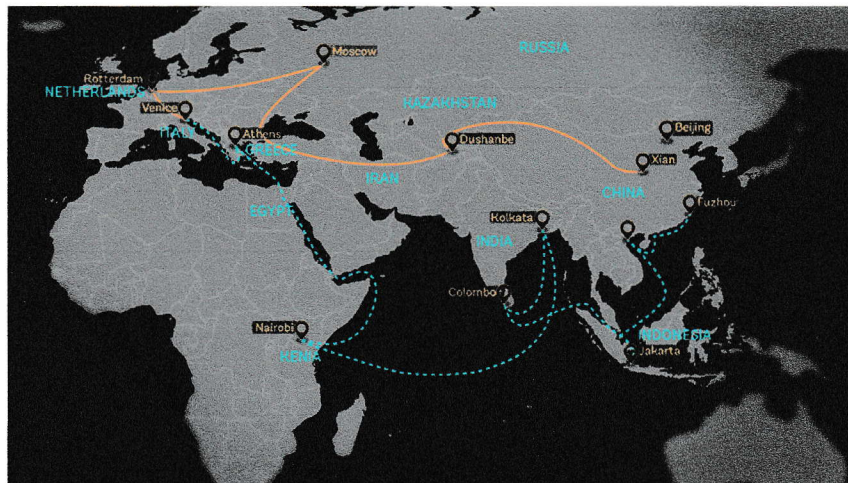 Moscow
RUSSIA
Rotterdam
NETHERLANDS
KAZAKHSTAN
Venice
ITALY
Athens
GREECE
Dushanbe
Beijing
Xian
IRAN
CHINA
EGYPT
Fuzhou
Kolkata
INDIA
Colombo
Nairobi
KENIA
INDONESIA
Jakarta